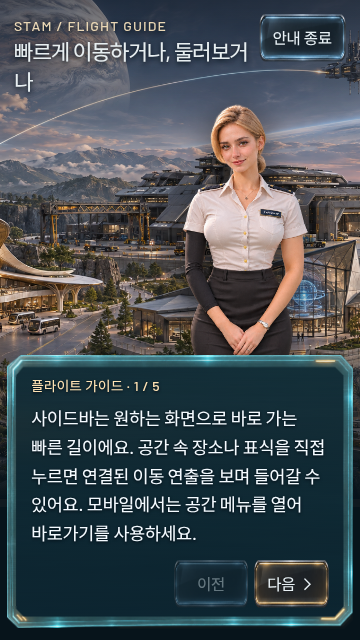 STAM / FLIGHT GUIDE
빠르게 이동하거나, 둘러보거
나
안내 종료
플라이트 가이드 · 1 / 5
사이드바는 원하는 화면으로 바로 가는
빠른 길이에요. 공간 속 장소나 표식을 직접
누르면 연결된 이동 연출을 보며 들어갈 수
있어요. 모바일에서는 공간 메뉴를 열어
바로가기를 사용하세요.
이전
다음